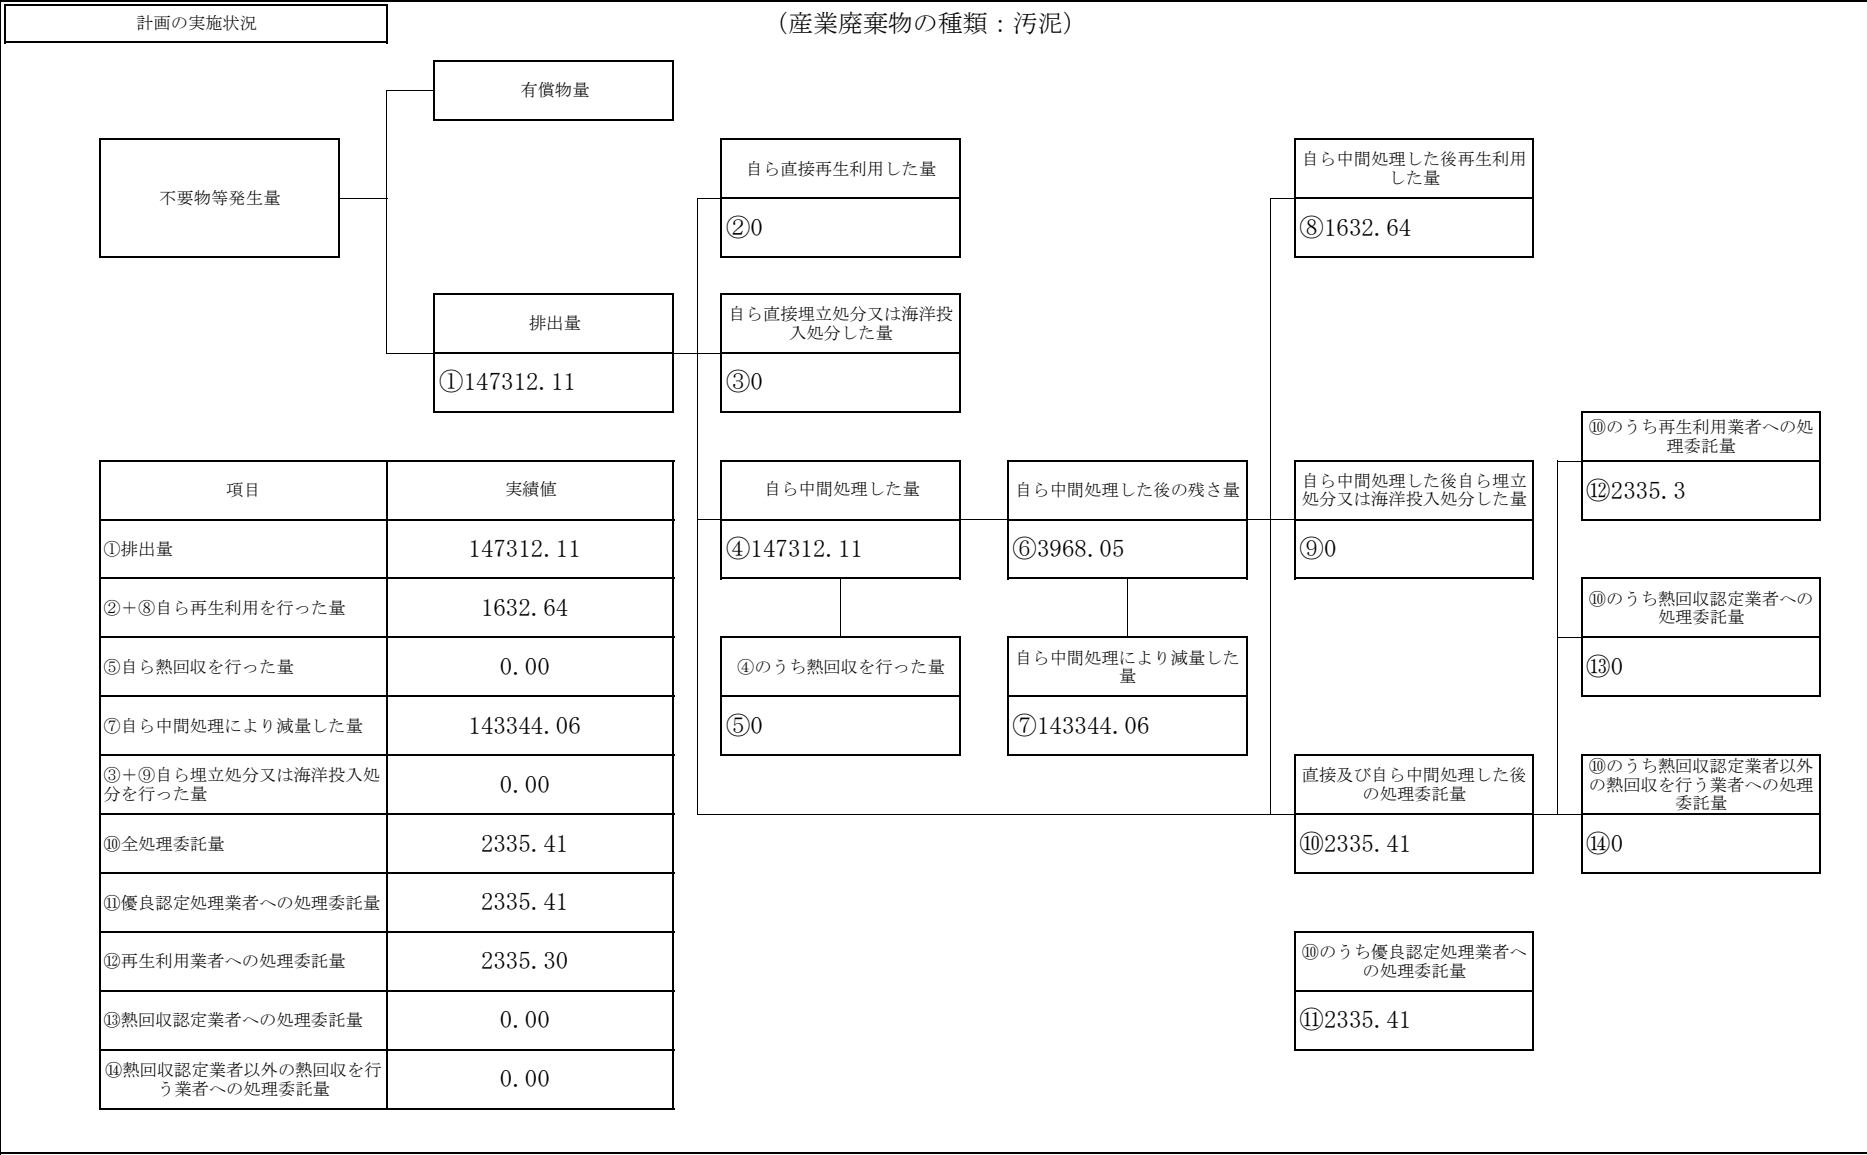 計画の実施状況
（産業廃棄物の種類：汚泥）
有償物量
不要物等発生量
自ら直接再生利用した量
②0
自ら中間処理した後再生利用
した量
⑧1632.64
排出量
①147312.11
自ら直接埋立処分又は海洋投
入処分した量
③0
⑩のうち再生利用業者への処
理委託量
⑫2335.3
自ら中間処理した量
④147312.11
自ら中間処理した後の残さ量
⑥3968.05
自ら中間処理した後自ら埋立
処分又は海洋投入処分した量
⑨0
⑩のうち熱回収認定業者への
処理委託量
⑬0
④のうち熱回収を行った量
⑤0
自ら中間処理により減量した
量
⑦143344.06
直接及び自ら中間処理した後
の処理委託量
⑩2335.41
⑩のうち熱回収認定業者以外
の熱回収を行う業者への処理
委託量
⑭0
⑩のうち優良認定処理業者へ
の処理委託量
⑪2335.41
項目 実績値
①排出量 147312.11
②＋⑧自ら再生利用を行った量 1632.64
⑤自ら熱回収を行った量 0.00
⑦自ら中間処理により減量した量 143344.06
③＋⑨自ら埋立処分又は海洋投入処
分を行った量 0.00
⑩全処理委託量 2335.41
⑪優良認定処理業者への処理委託量 2335.41
⑫再生利用業者への処理委託量 2335.30
⑬熱回収認定業者への処理委託量 0.00
⑭熱回収認定業者以外の熱回収を行
う業者への処理委託量 0.00